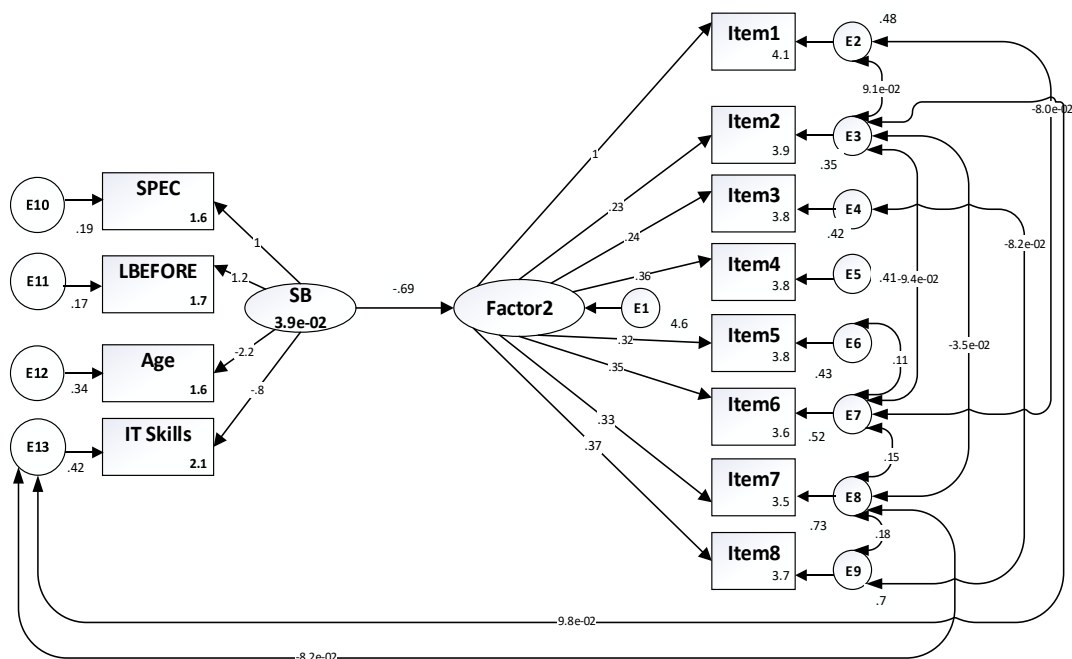 .48
Item1
4.1
E2
9.1e-02
-8.0e-02
Item2
3.9
E3
.35
1
.23
SPEC
1.6
E10
.19
Item3
3.8
E4
.42
.24
-8.2e-02
1
LBEFORE
1.7
E11
.17
1.2
Item4
3.8
E5
.41
-9.4e-02
.36
SB
3.9e-02
-.69
Factor2
E1
4.6
.32
Item5
3.8
E6
.43
.11
-3.5e-02
Age
1.6
E12
.34
-2.2
.35
Item6
3.6
E7
.52
-.8
IT Skills
2.1
E13
.42
.33
.37
.15
Item7
3.5
E8
.73
.18
Item8
3.7
E9
.7
9.8e-02
-8.2e-02